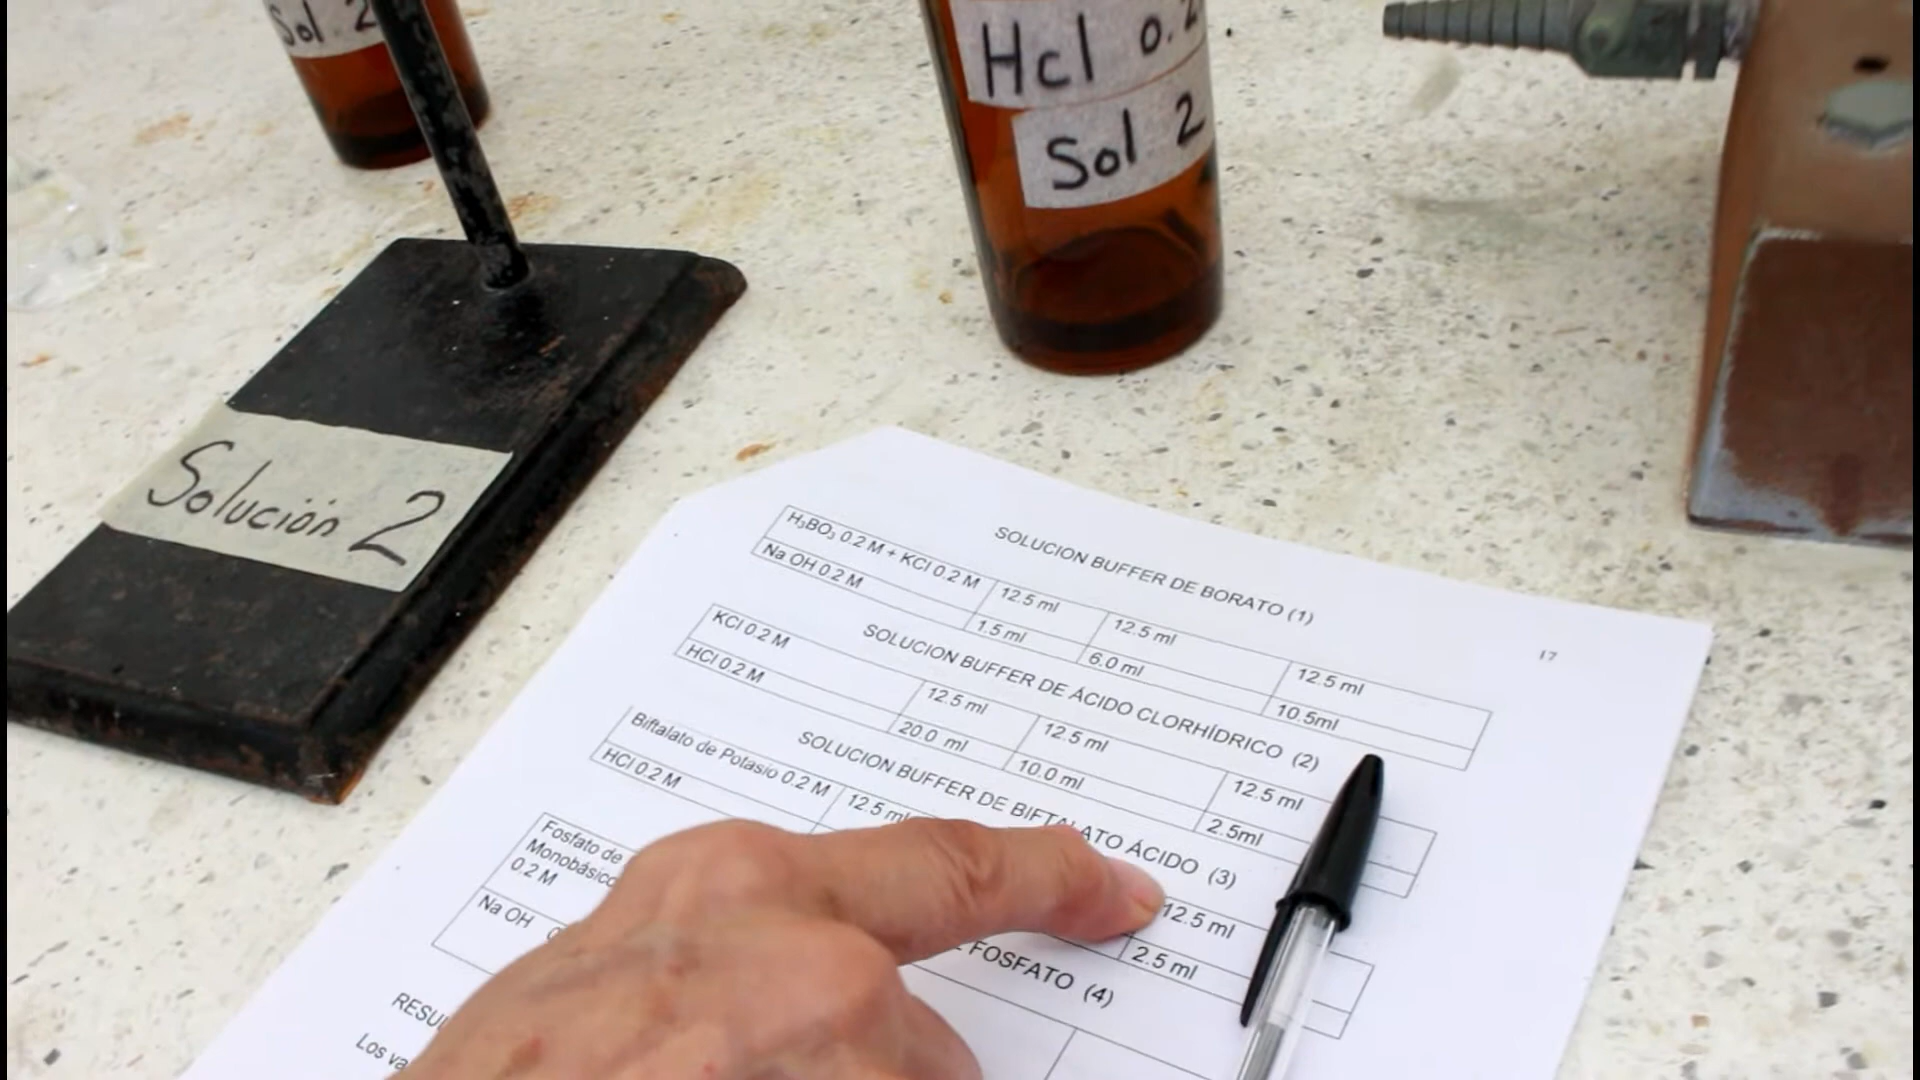 Sol 2
Hcl 0.2
Sol 2
Solución 2
17
SOLUCION BUFFER DE BORATO (1)
H₃BO₃ 0.2 M + KCl 0.2 M 12.5 ml 12.5 ml 12.5 ml
Na OH 0.2 M 1.5 ml 6.0 ml 10.5ml
SOLUCION BUFFER DE ÁCIDO CLORHÍDRICO (2)
KCl 0.2 M 12.5 ml 12.5 ml 12.5 ml
HCl 0.2 M 20.0 ml 10.0 ml 2.5ml
SOLUCION BUFFER DE BIFTALATO ÁCIDO (3)
Biftalato de Potasio 0.2 M 12.5 ml 12.5 ml
HCl 0.2 M 2.5 ml
FOSFATO (4)
Fosfato de
Monobásico
0.2 M
Na OH
Los